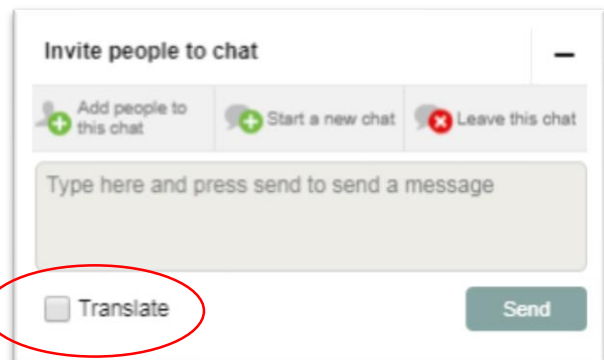 Invite people to chat
Add people to
this chat
Start a new chat
Leave this chat
Type here and press send to send a message
Translate
Send